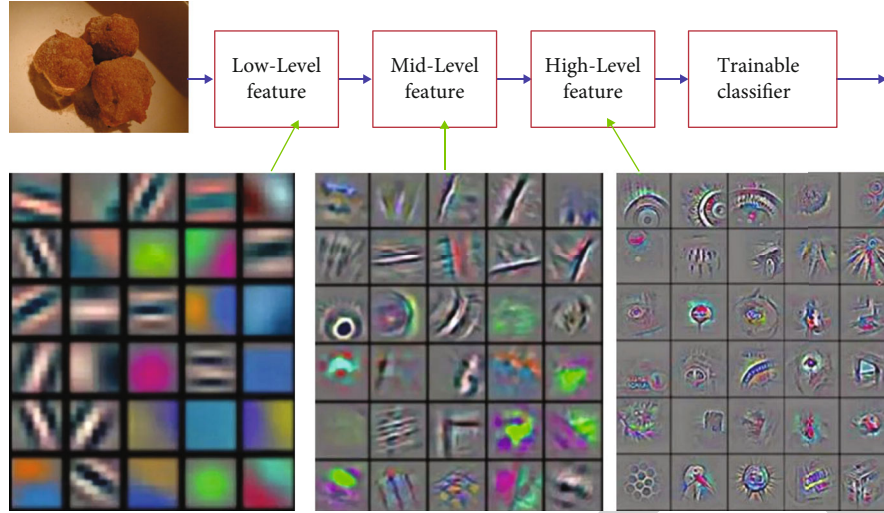 Low-Level
feature
Mid-Level
feature
High-Level
feature
Trainable
classifier